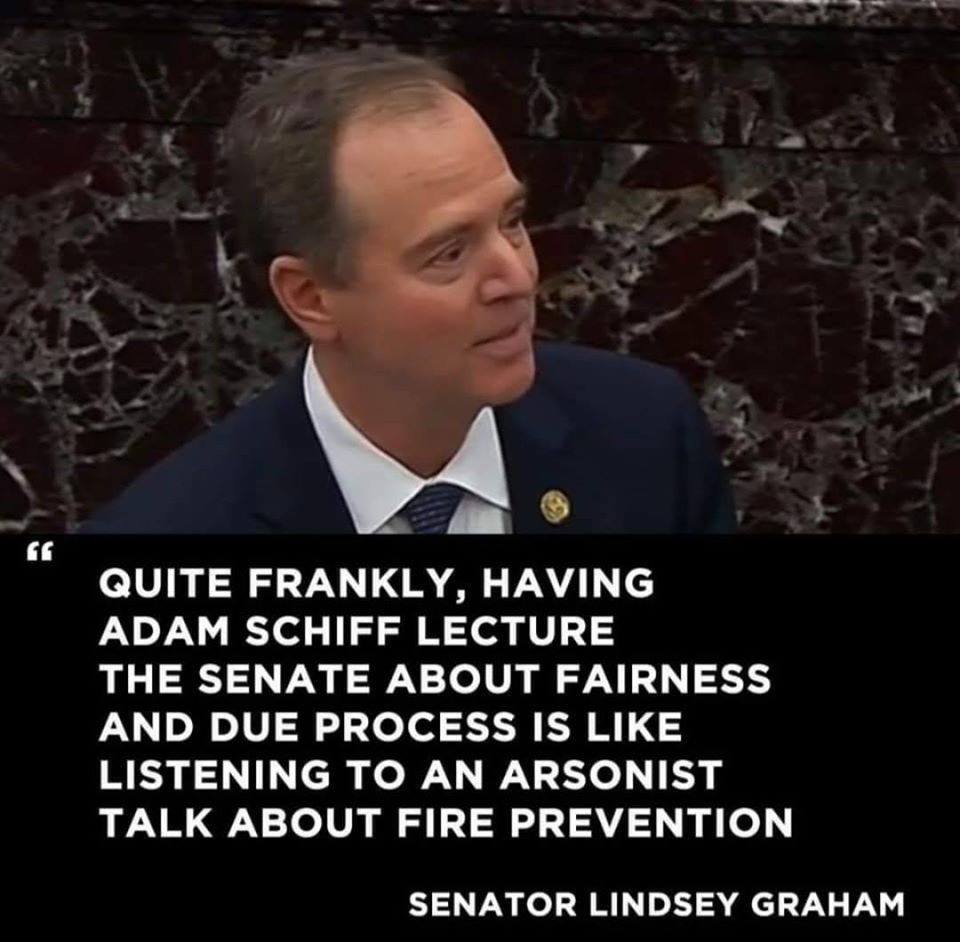 “
QUITE FRANKLY, HAVING
ADAM SCHIFF LECTURE
THE SENATE ABOUT FAIRNESS
AND DUE PROCESS IS LIKE
LISTENING TO AN ARSONIST
TALK ABOUT FIRE PREVENTION
SENATOR LINDSEY GRAHAM